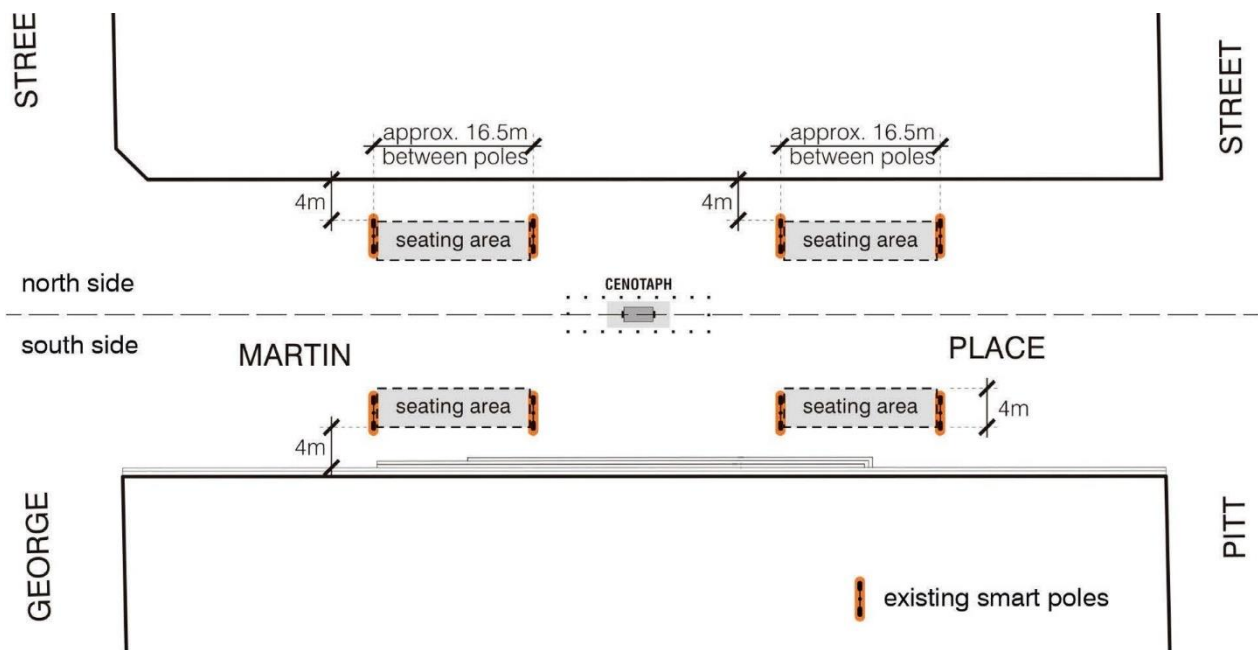 STREE
STREET
approx. 16.5m
between poles
approx. 16.5m
between poles
4m
4m
seating area
seating area
north side
CENOTAPH
south side
MARTIN
PLACE
seating area
seating area
4m
4m
GEORGE
PITT
existing smart poles